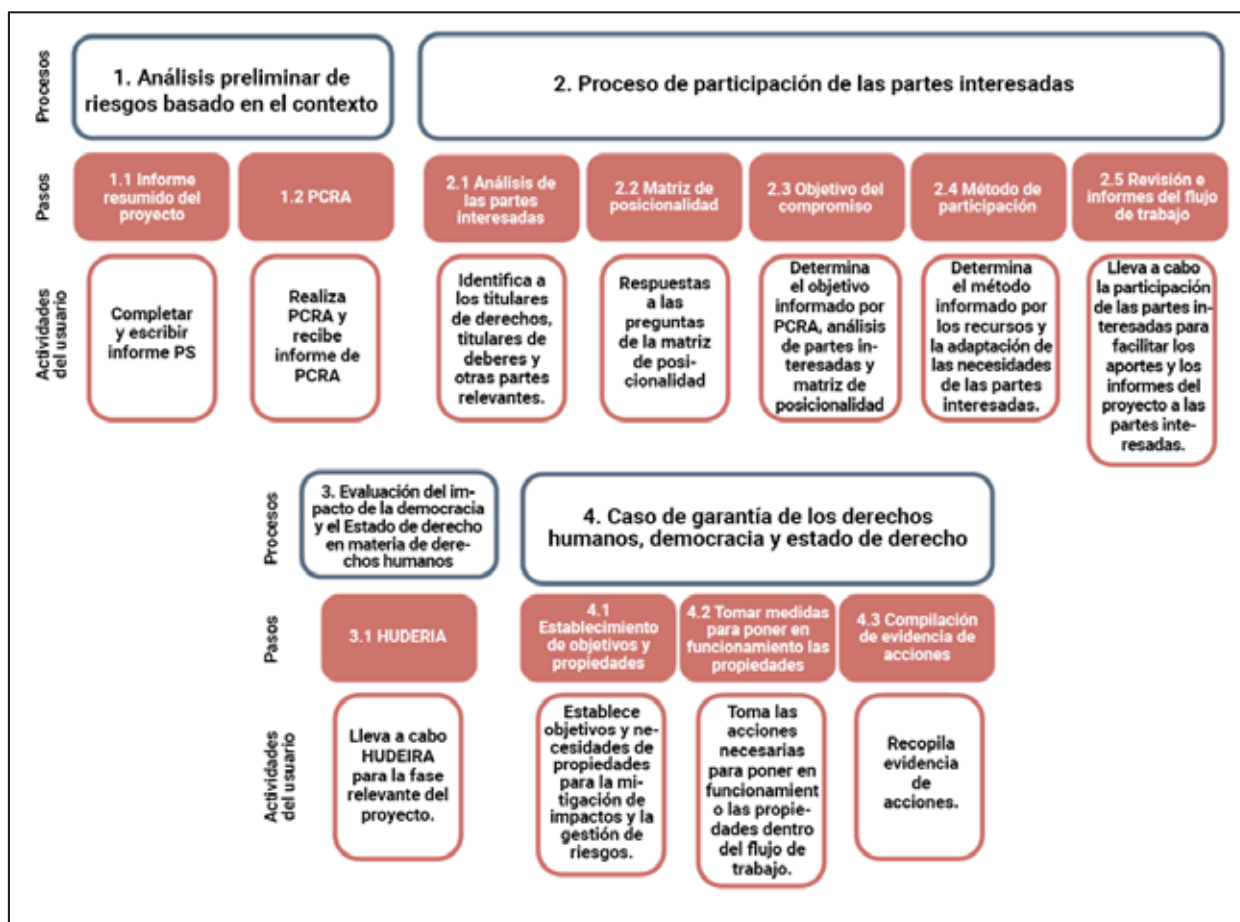 Procesos
1. Análisis preliminar de
riesgos basado en el contexto
2. Proceso de participación de las partes interesadas
Pasos
1.1 Informe
resumido del
proyecto
1.2 PCRA
2.1 Análisis de
las partes
interesadas
2.2 Matriz de
posicionalidad
2.3 Objetivo del
compromiso
2.4 Método de
participación
2.5 Revisión e
informes del flujo
de trabajo
Actividades
del usuario
Completar
y escribir
informe PS
Realiza
PCRA y
recibe
informe de
PCRA
Identifica a
los titulares
de derechos,
titulares de
deberes y
otras partes
relevantes.
Respuestas
a las
preguntas
de la matriz
de posi-
cionalidad
Determina
el objetivo
informado por
PCRA, análisis
de partes in-
teresadas y
matriz de
posicionalidad
Determina
el método
informado por
los recursos y
la adaptación de
las necesidades
de las partes
interesadas.
Lleva a cabo
la participación
de las partes in-
teresadas para
facilitar los
aportes y los
informes del
proyecto a las
partes inte-
resadas.
Procesos
3. Evaluación del im-
pacto de la democracia
y el Estado de derecho
en materia de dere-
chos humanos
4. Caso de garantía de los derechos
humanos, democracia y estado de derecho
Pasos
3.1 HUDERIA
4.1
Establecimiento
de objetivos y
propiedades
4.2 Tomar medidas
para poner en
funcionamiento las
propiedades
4.3 Compilación
de evidencia de
acciones
Actividades
del usuario
Lleva a cabo
HUDEIRA
para la fase
relevante del
proyecto.
Establece
objetivos y ne-
cesidades de
propiedades
para la mi-
tigación de
impactos y la
gestión de
riesgos.
Toma las
acciones
necesarias
para poner en
funcionamient
o las propie-
dades dentro
del flujo de
trabajo.
Recopila
evidencia
de
acciones.